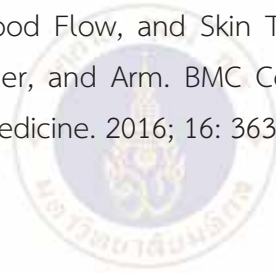 ood Flow, and Skin T
er, and Arm. BMC Co
edicine. 2016; 16: 363